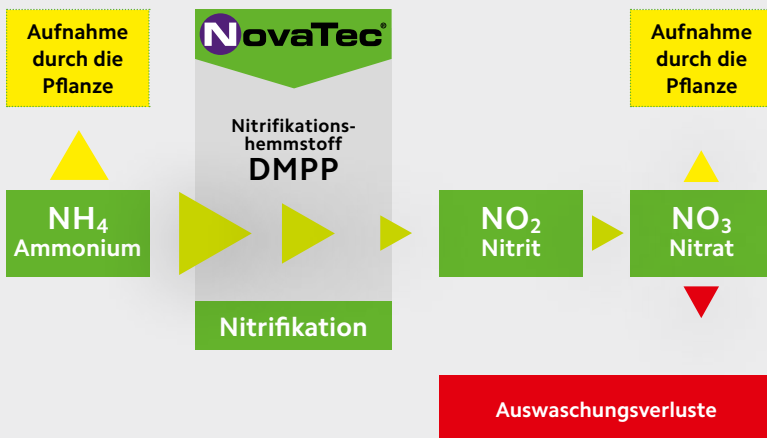 Aufnahme
durch die
Pflanze
NovaTec®
Aufnahme
durch die
Pflanze
Nitrifikations-
hemmstoff
DMPP
NH₄
Ammonium
NO₂
Nitrit
NO₃
Nitrat
Nitrifikation
Auswaschungsverluste